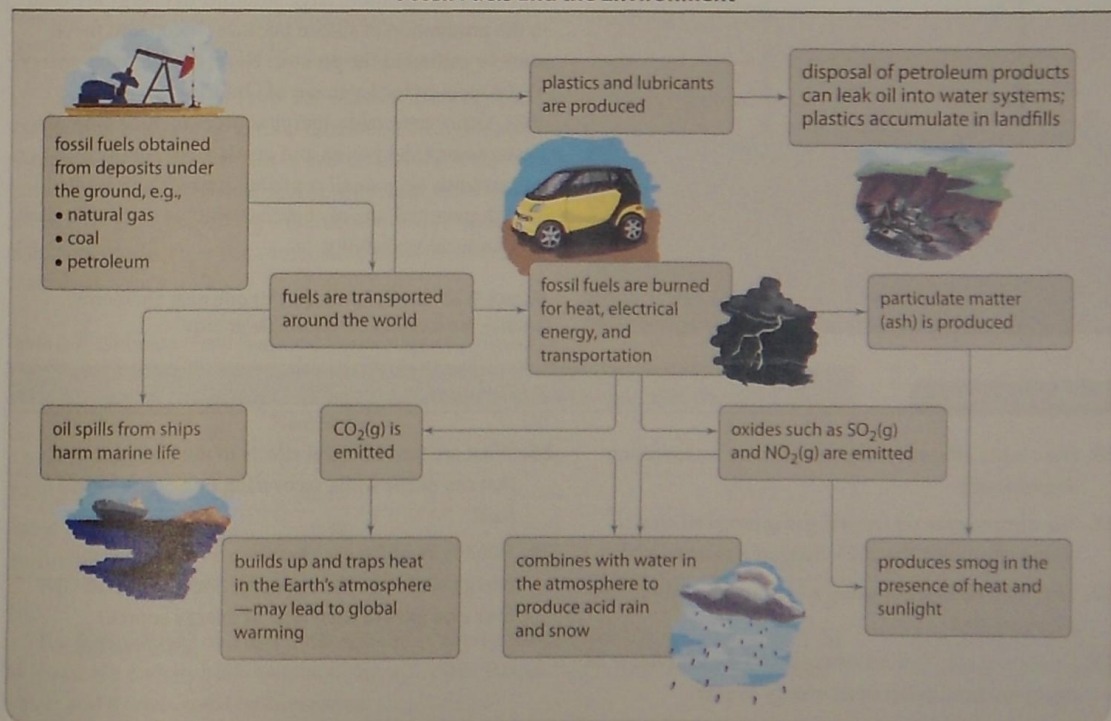 fossil fuels obtained
from deposits under
the ground, e.g.,
• natural gas
• coal
• petroleum
plastics and lubricants
are produced
disposal of petroleum products
can leak oil into water systems;
plastics accumulate in landfills
fuels are transported
around the world
fossil fuels are burned
for heat, electrical
energy, and
transportation
particulate matter
(ash) is produced
oil spills from ships
harm marine life
CO₂(g) is
emitted
oxides such as SO₂(g)
and NO₂(g) are emitted
builds up and traps heat
in the Earth's atmosphere
—may lead to global
warming
combines with water in
the atmosphere to
produce acid rain
and snow
produces smog in the
presence of heat and
sunlight